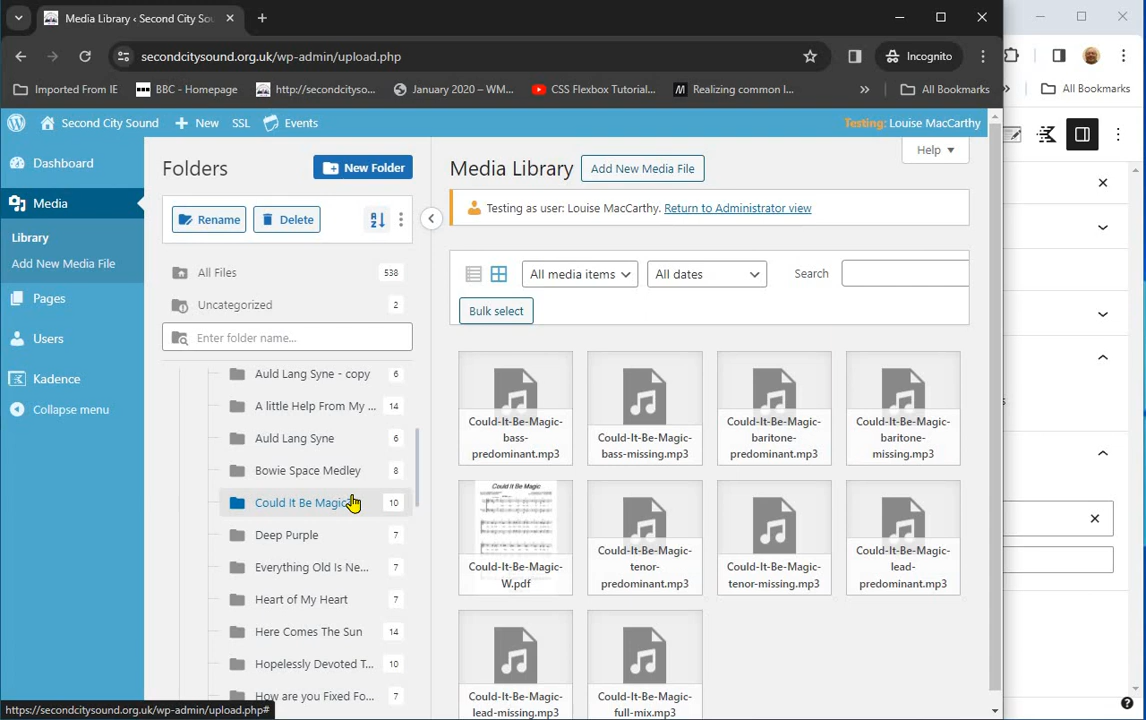 Media Library ‹ Second City So
secondcitysound.org.uk/wp-admin/upload.php
Incognito
Imported From IE
BBC - Homepage
http://secondcityso...
January 2020 – WM...
CSS Flexbox Tutorial...
Realizing common l...
»
All Bookmarks
» All Bookmarks
Second City Sound
New
SSL
Events
Testing: Louise MacCarthy
Dashboard
Media
Library
Add New Media File
Pages
Users
Kadence
Collapse menu
Folders
New Folder
Rename
Delete
All Files 538
Uncategorized 2
Enter folder name...
Auld Lang Syne - copy 6
A little Help From My ... 14
Auld Lang Syne 6
Bowie Space Medley 8
Could It Be Magic 10
Deep Purple 7
Everything Old Is Ne... 7
Heart of My Heart 7
Here Comes The Sun 14
Hopelessly Devoted T... 10
How are you Fixed Fo... 7
Help
Media Library
Add New Media File
Testing as user: Louise MacCarthy. Return to Administrator view
All media items
All dates
Search
Bulk select
Could-It-Be-Magic-
bass-
predominant.mp3
Could-It-Be-Magic-
bass-missing.mp3
Could-It-Be-Magic-
baritone-
predominant.mp3
Could-It-Be-Magic-
baritone-
missing.mp3
Could It Be Magic
Could-It-Be-Magic-
W.pdf
Could-It-Be-Magic-
tenor-
predominant.mp3
Could-It-Be-Magic-
tenor-missing.mp3
Could-It-Be-Magic-
lead-
predominant.mp3
Could-It-Be-Magic-
lead-missing.mp3
Could-It-Be-Magic-
full-mix.mp3
https://secondcitysound.org.uk/wp-admin/upload.php#